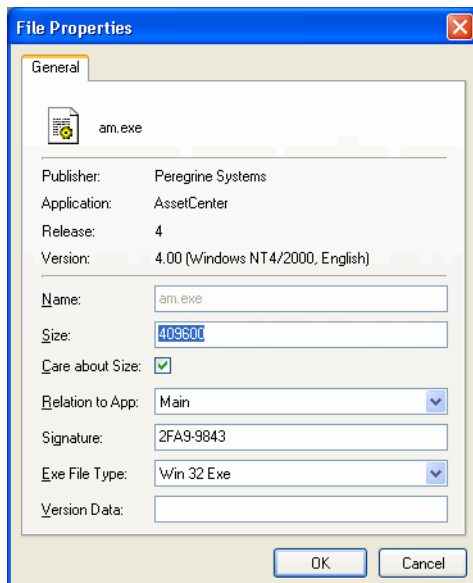 File Properties
General
am.exe
Publisher: Peregrine Systems
Application: AssetCenter
Release: 4
Version: 4.00 (Windows NT4/2000, English)
Name: am.exe
Size: 409600
Care about Size:
Relation to App: Main
Signature: 2FA9-9843
Exe File Type: Win 32 Exe
Version Data:
OK Cancel